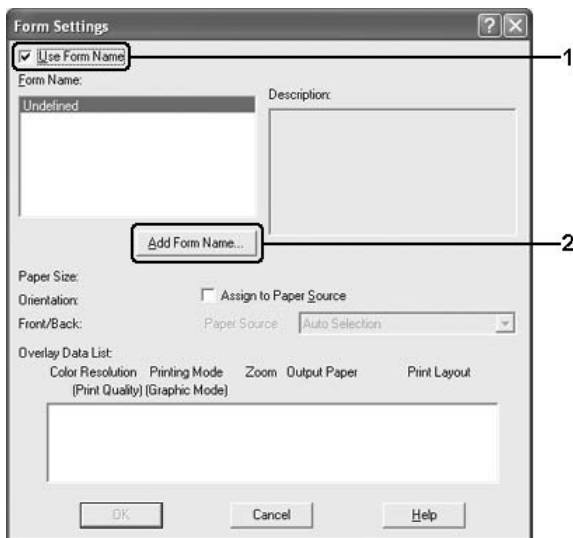 Form Settings
Use Form Name
1
Form Name:
Description:
Undefined
Add Form Name...
2
Paper Size:
Orientation:
Assign to Paper Source
Front/Back:
Paper Source
Auto Selection
Overlay Data List:
Color Resolution Printing Mode Zoom Output Paper Print Layout
(Print Quality) (Graphic Mode)
OK
Cancel
Help